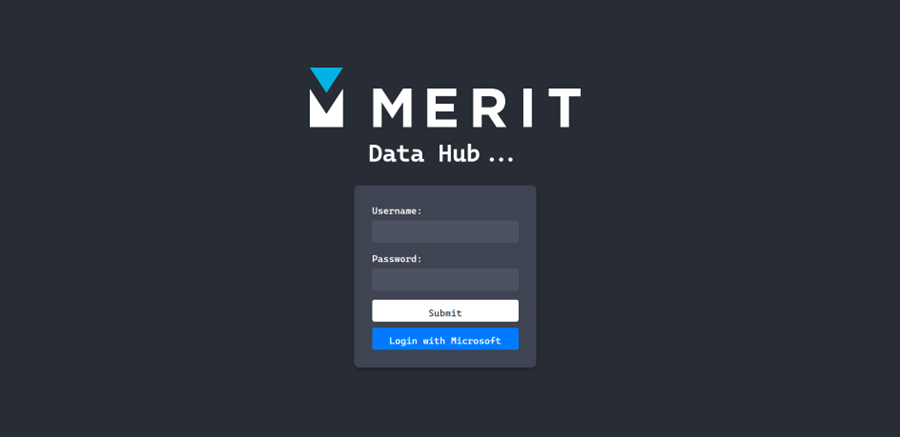 MERIT
Data Hub...
Username:
Password:
Submit
Login with Microsoft